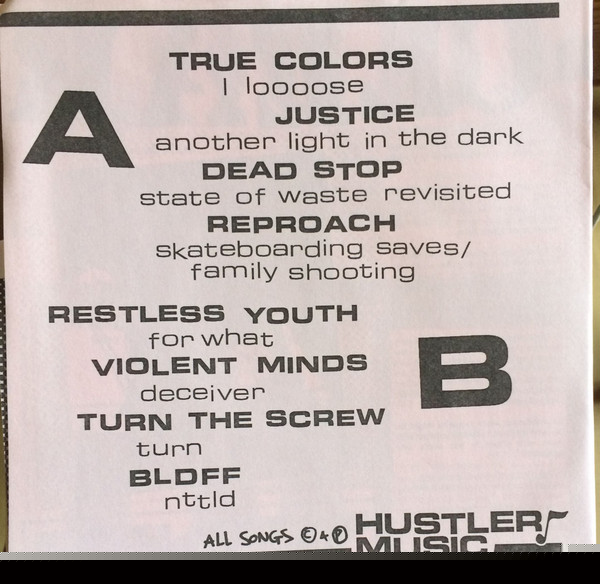 TRUE COLORS
I loooose
JUSTICE
A
another light in the dark
DEAD STOP
state of waste revisited
REPROACH
skateboarding saves/
family shooting
RESTLESS YOUTH
for what
VIOLENT MINDS
B
deceiver
TURN THE SCREW
turn
BLDFF
nttld
ALL SONGS © & ℗ HUSTLER
MUSIC